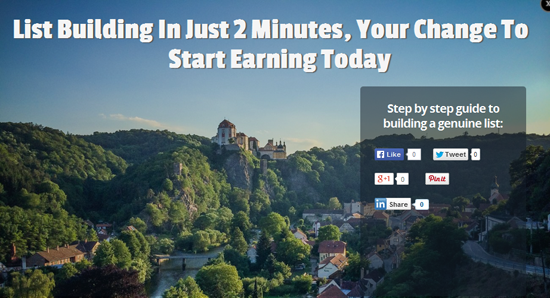 List Building In Just 2 Minutes, Your Change To
Start Earning Today
Step by step guide to
building a genuine list:
Like 0 Tweet 0
g+1 0 Pin it
in Share 0
x